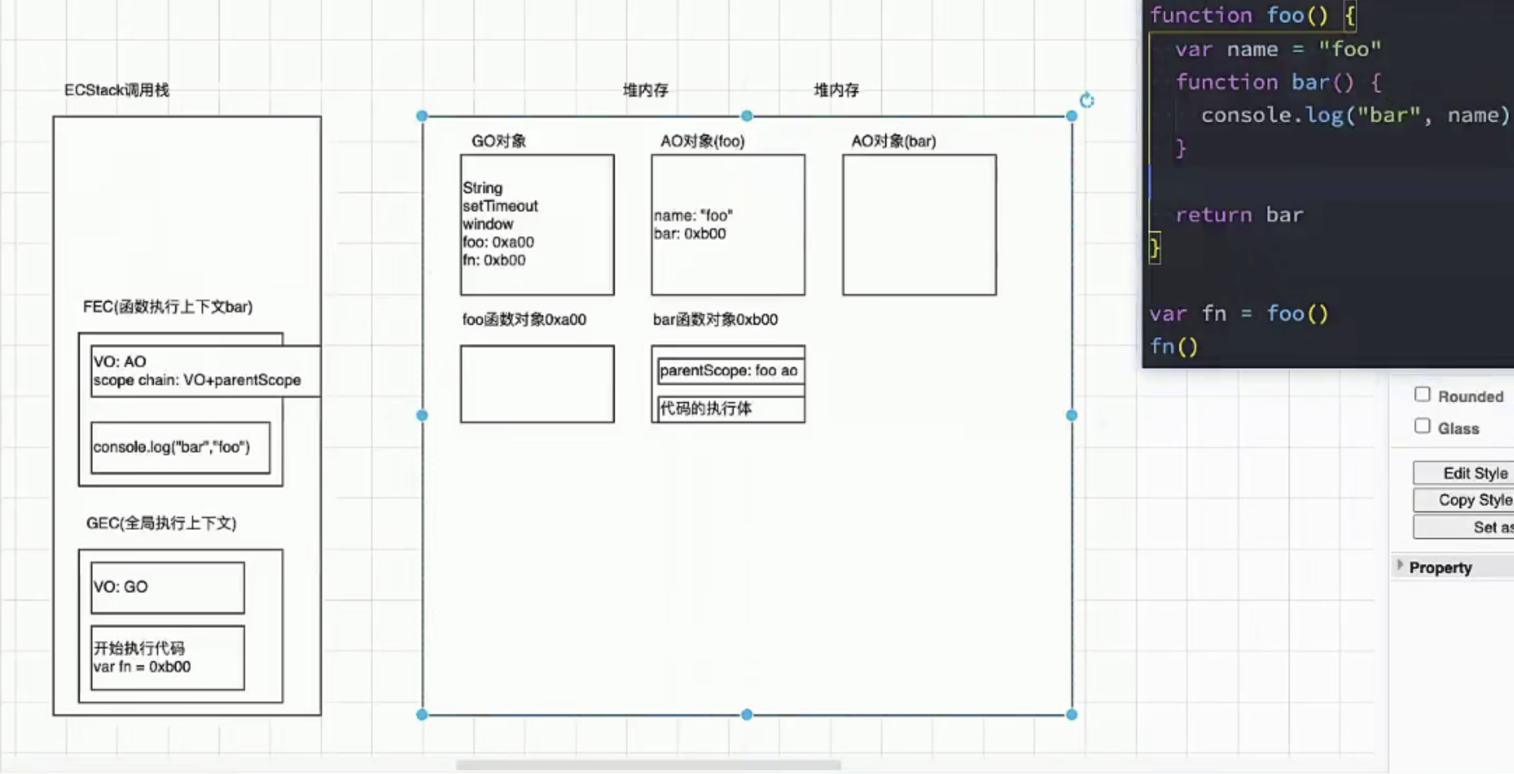 ECStack调用栈
FEC(函数执行上下文bar)
VO: AO
scope chain: VO+parentScope
console.log("bar","foo")
GEC(全局执行上下文)
VO: GO
开始执行代码
var fn = 0xb00
堆内存
堆内存
GO对象
String
setTimeout
window
foo: 0xa00
fn: 0xb00
AO对象(foo)
name: "foo"
bar: 0xb00
AO对象(bar)
foo函数对象0xa00
bar函数对象0xb00
parentScope: foo ao
代码的执行体
function foo() {
var name = "foo"
function bar() {
console.log("bar", name)
}
return bar
}
var fn = foo()
fn()
Rounded
Glass
Edit Style
Copy Style
Set as
Property